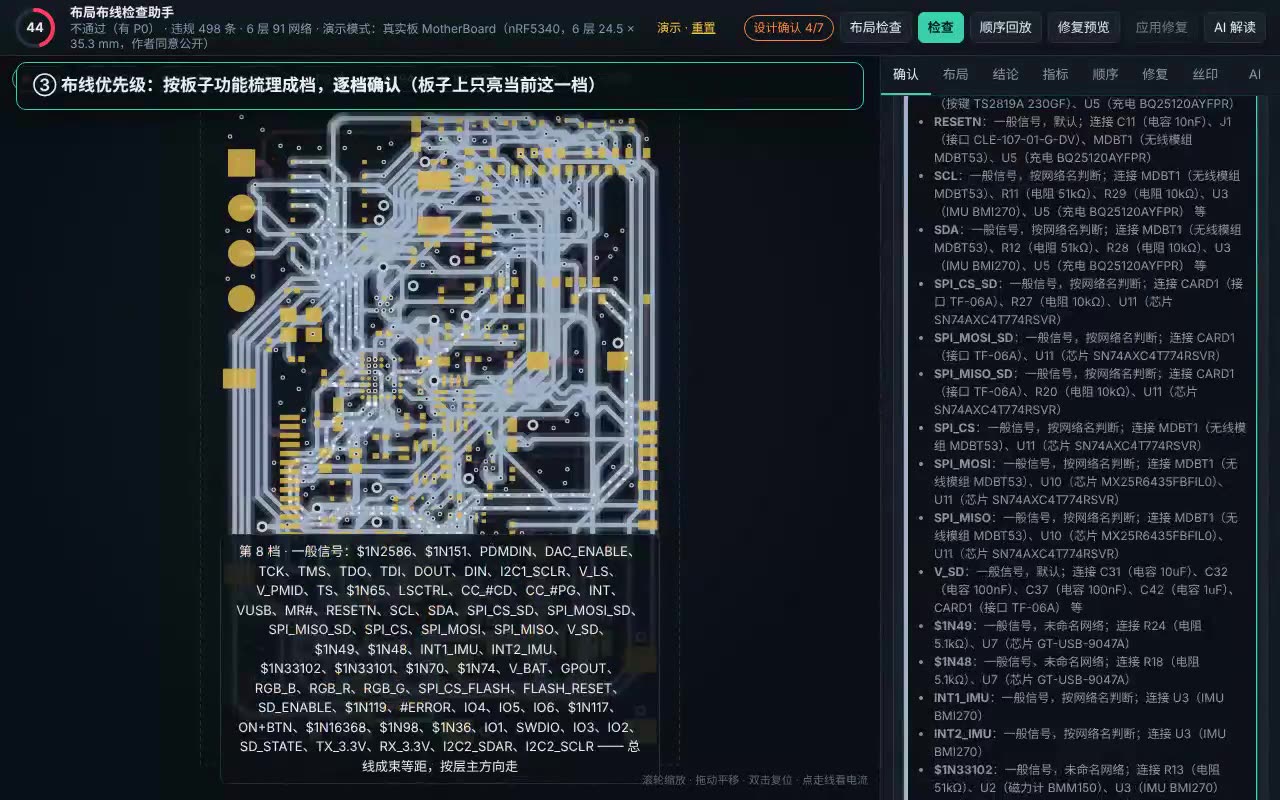 44
布局布线检查助手
不通过（有 P0） · 违规 498 条 · 6 层 91 网络 · 演示模式：真实板 MotherBoard（nRF5340，6 层 24.5 ×
35.3 mm，作者同意公开）
演示 · 重置
设计确认 4/7
布局检查
检查
顺序回放
修复预览
应用修复
AI 解读
③ 布线优先级：按板子功能梳理成档，逐档确认（板子上只亮当前这一档）
确认
布局
结论
指标
顺序
修复
丝印
AI
（按键 TS2819A 230GF）、U5（充电 BQ25120AYFPR）
RESETN：一般信号，默认；连接 C11（电容 10nF）、J1
（接口 CLE-107-01-G-DV）、MDBT1（无线模组
MDBT53）、U5（充电 BQ25120AYFPR）
SCL：一般信号，按网络名判断；连接 MDBT1（无线模组
MDBT53）、R11（电阻 51kΩ）、R29（电阻 10kΩ）、U3
（IMU BMI270）、U5（充电 BQ25120AYFPR） 等
SDA：一般信号，按网络名判断；连接 MDBT1（无线模组
MDBT53）、R12（电阻 51kΩ）、R28（电阻 10kΩ）、U3
（IMU BMI270）、U5（充电 BQ25120AYFPR） 等
SPI_CS_SD：一般信号，按网络名判断；连接 CARD1（接
口 TF-06A）、R27（电阻 10kΩ）、U11（芯片
SN74AXC4T774RSVR）
SPI_MOSI_SD：一般信号，按网络名判断；连接 CARD1
（接口 TF-06A）、U11（芯片 SN74AXC4T774RSVR）
SPI_MISO_SD：一般信号，按网络名判断；连接 CARD1
（接口 TF-06A）、R20（电阻 10kΩ）、U11（芯片
SN74AXC4T774RSVR）
SPI_CS：一般信号，按网络名判断；连接 MDBT1（无线模
组 MDBT53）、U11（芯片 SN74AXC4T774RSVR）
SPI_MOSI：一般信号，按网络名判断；连接 MDBT1（无
线模组 MDBT53）、U10（芯片 MX25R6435FBFIL0）、
U11（芯片 SN74AXC4T774RSVR）
SPI_MISO：一般信号，按网络名判断；连接 MDBT1（无
线模组 MDBT53）、U10（芯片 MX25R6435FBFIL0）、
U11（芯片 SN74AXC4T774RSVR）
V_SD：一般信号，默认；连接 C31（电容 10uF）、C32
（电容 100nF）、C37（电容 100nF）、C42（电容 1uF）、
CARD1（接口 TF-06A） 等
$1N49：一般信号，未命名网络；连接 R24（电阻
5.1kΩ）、U7（芯片 GT-USB-9047A）
$1N48：一般信号，未命名网络；连接 R18（电阻
5.1kΩ）、U7（芯片 GT-USB-9047A）
INT1_IMU：一般信号，按网络名判断；连接 U3（IMU
BMI270）
INT2_IMU：一般信号，按网络名判断；连接 U3（IMU
BMI270）
$1N33102：一般信号，未命名网络；连接 R13（电阻
51kΩ）、U2（磁力计 BMM150）、U3（IMU BMI270）
第 8 档 · 一般信号：$1N2586、$1N151、PDMDIN、DAC_ENABLE、
TCK、TMS、TDO、TDI、DOUT、DIN、I2C1_SCLR、V_LS、
V_PMID、TS、$1N65、LSCTRL、CC_#CD、CC_#PG、INT、
VUSB、MR#、RESETN、SCL、SDA、SPI_CS_SD、SPI_MOSI_SD、
SPI_MISO_SD、SPI_CS、SPI_MOSI、SPI_MISO、V_SD、
$1N49、$1N48、INT1_IMU、INT2_IMU、
$1N33102、$1N33101、$1N70、$1N74、V_BAT、GPOUT、
RGB_B、RGB_R、RGB_G、SPI_CS_FLASH、FLASH_RESET、
SD_ENABLE、$1N119、#ERROR、IO4、IO5、IO6、$1N117、
ON+BTN、$1N16368、$1N98、$1N36、IO1、SWDIO、IO3、IO2、
SD_STATE、TX_3.3V、RX_3.3V、I2C2_SDAR、I2C2_SCLR —— 总
线成束等距，按层主方向走
滚轮缩放 · 拖动平移 · 双击复位 · 点走线看电流